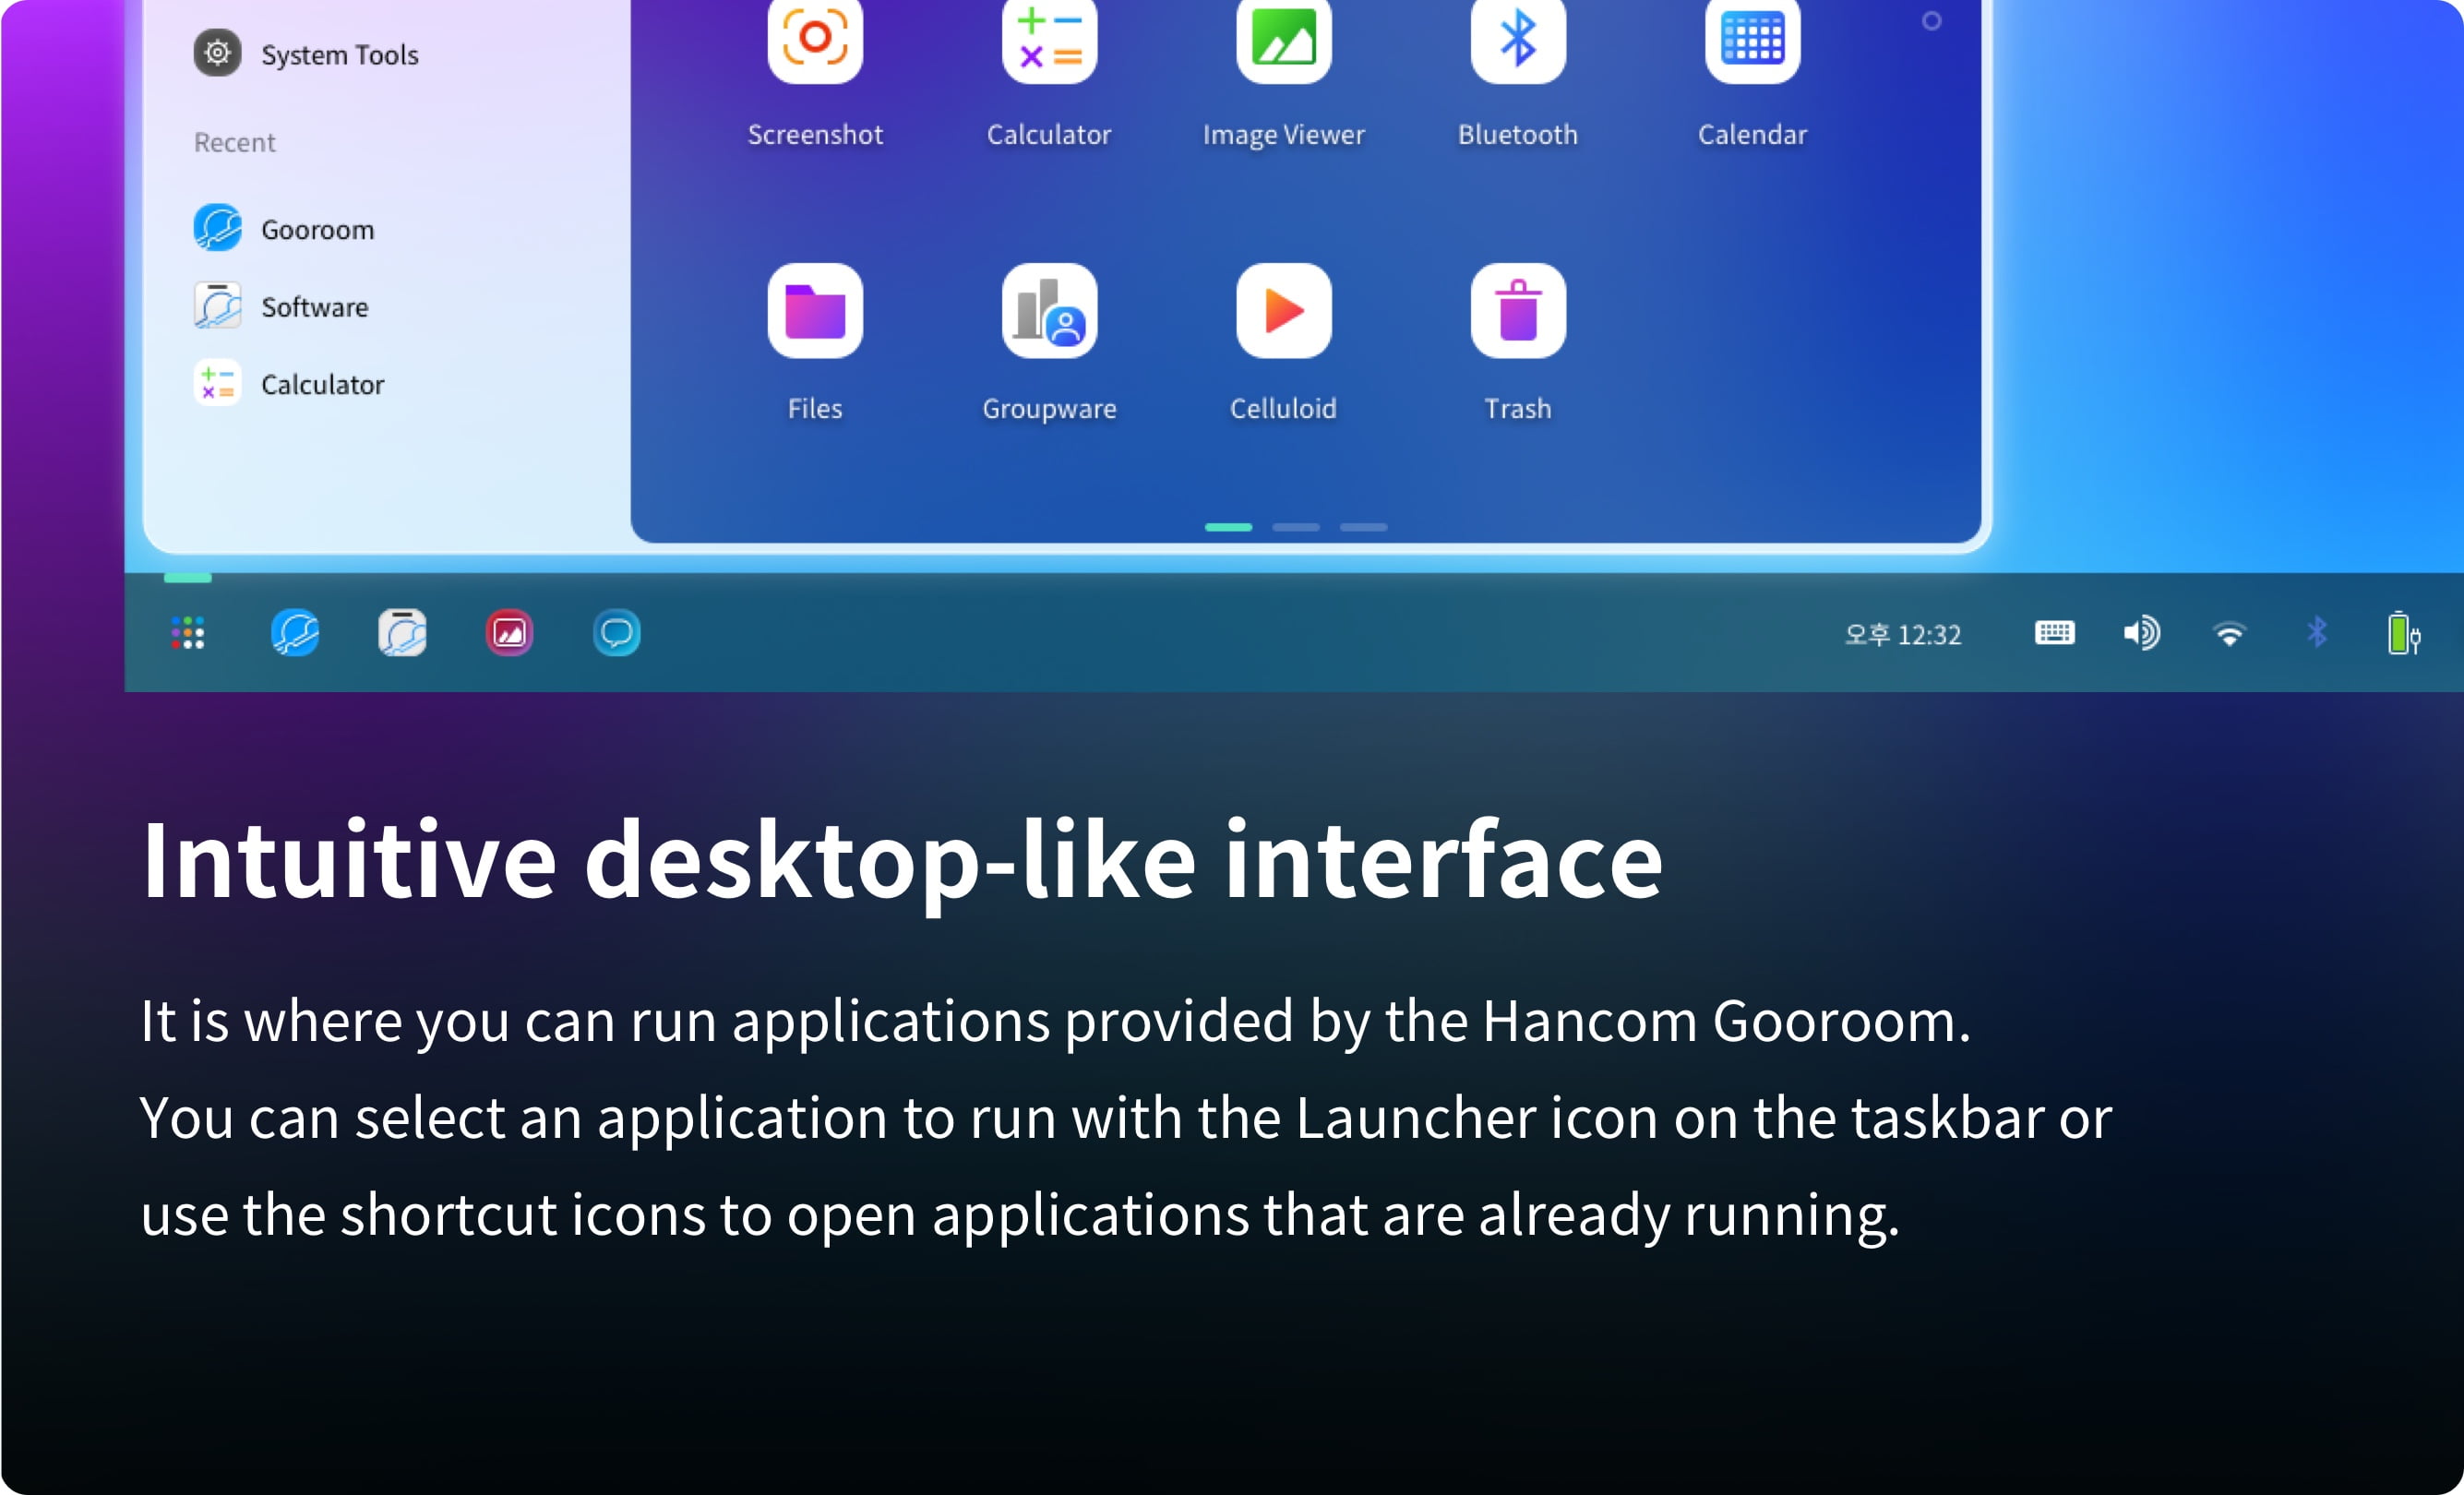 System Tools
Recent
Gooroom
Software
Calculator
Screenshot
Calculator
Image Viewer
Bluetooth
Calendar
Files
Groupware
Celluloid
Trash
오후 12:32
Intuitive desktop-like interface
It is where you can run applications provided by the Hancom Gooroom.
You can select an application to run with the Launcher icon on the taskbar or
use the shortcut icons to open applications that are already running.